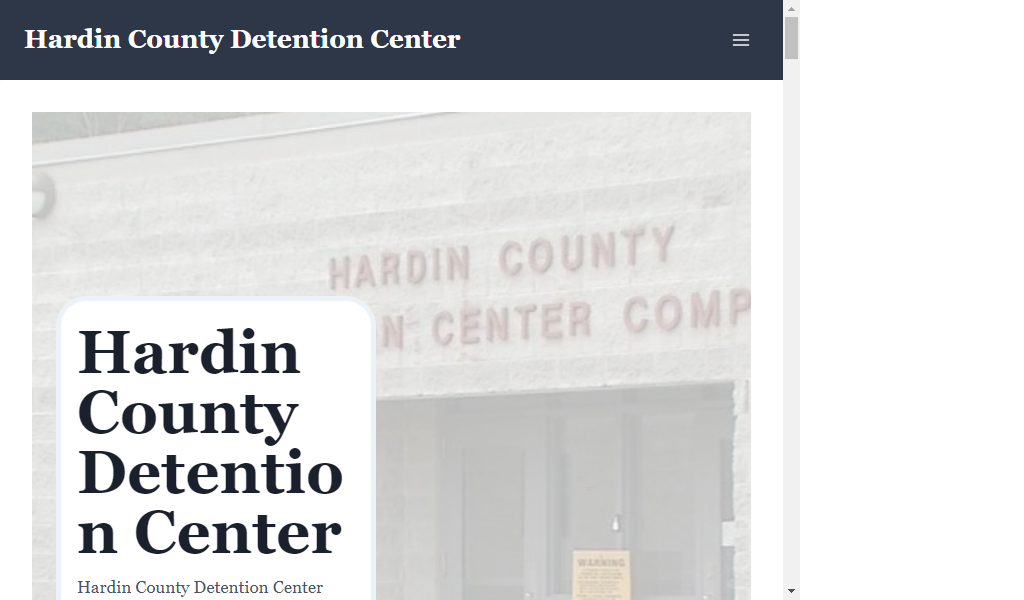 Hardin County Detention Center
HARDIN COUNTY
N CENTER COMP
Hardin
County
Detentio
n Center
WARNING
Hardin County Detention Center